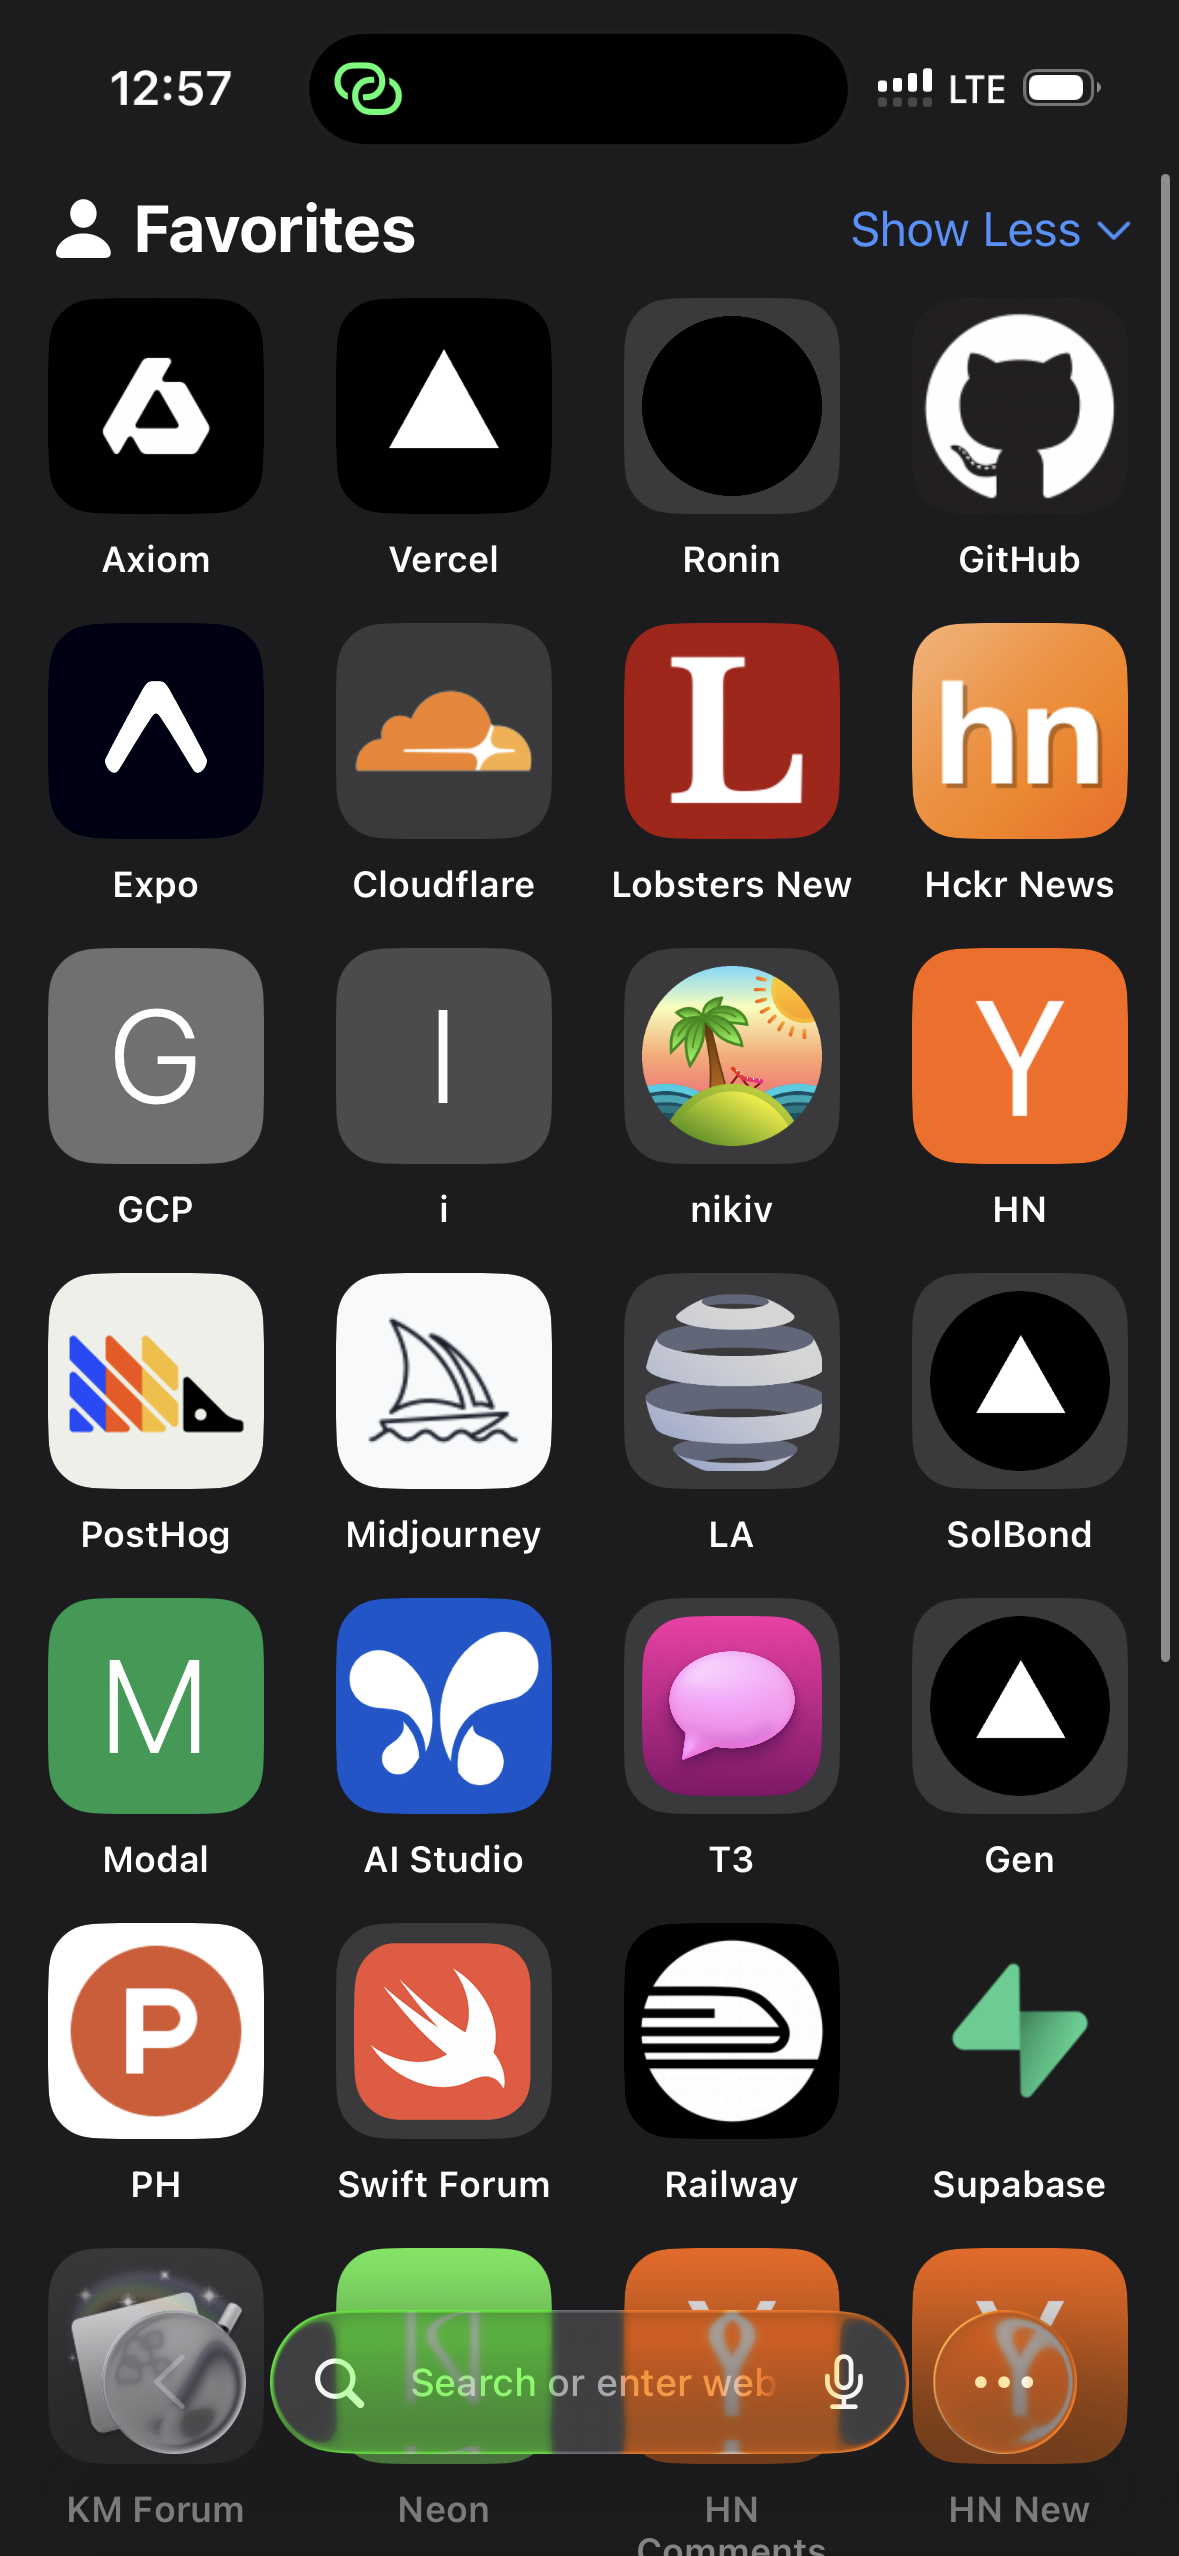 12:57
LTE
Favorites
Show Less
Axiom
Vercel
Ronin
GitHub
L
hn
Expo
Cloudflare
Lobsters New
Hckr News
G
I
Y
GCP
i
nikiv
HN
PostHog
Midjourney
LA
SolBond
M
Modal
AI Studio
T3
Gen
P
PH
Swift Forum
Railway
Supabase
K
Y
Y
Search or enter web
KM Forum
Neon
HN
HN New
Comments